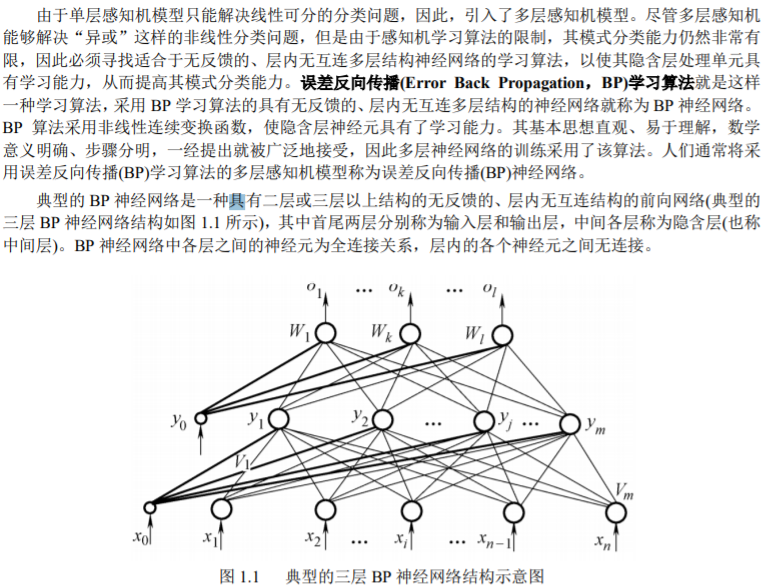 由于单层感知机模型只能解决线性可分的分类问题，因此，引入了多层感知机模型。尽管多层感知机
能够解决“异或”这样的非线性分类问题，但是由于感知机学习算法的限制，其模式分类能力仍然非常有
限，因此必须寻找适合于无反馈的、层内无互连多层结构神经网络的学习算法，以使其隐含层处理单元具
有学习能力，从而提高其模式分类能力。误差反向传播(Error Back Propagation，BP)学习算法就是这样
一种学习算法，采用 BP 学习算法的具有无反馈的、层内无互连多层结构的神经网络就称为 BP 神经网络。
BP 算法采用非线性连续变换函数，使隐含层神经元具有了学习能力。其基本思想直观、易于理解，数学
意义明确、步骤分明，一经提出就被广泛地接受，因此多层神经网络的训练采用了该算法。人们通常将采
用误差反向传播(BP)学习算法的多层感知机模型称为误差反向传播(BP)神经网络。
典型的 BP 神经网络是一种具有二层或三层以上结构的无反馈的、层内无互连结构的前向网络(典型的
三层 BP 神经网络结构如图 1.1 所示)，其中首尾两层分别称为输入层和输出层，中间各层称为隐含层(也称
中间层)。BP 神经网络中各层之间的神经元为全连接关系，层内的各个神经元之间无连接。
o1 … ok … ol
W1 Wk Wl
y0 y1 y2 … yj … ym
V1 Vm
x0 x1 x2 … xi … xn−1 xn
图 1.1 典型的三层 BP 神经网络结构示意图